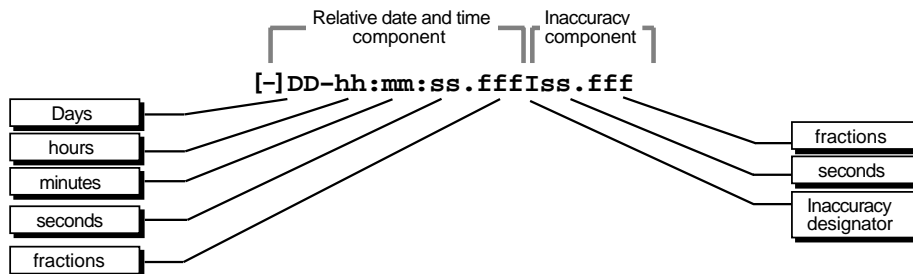 Relative date and time
component
Inaccuracy
component
[-]DD-hh:mm:ss.fffIss.fff
Days
hours
minutes
seconds
fractions
fractions
seconds
Inaccuracy
designator